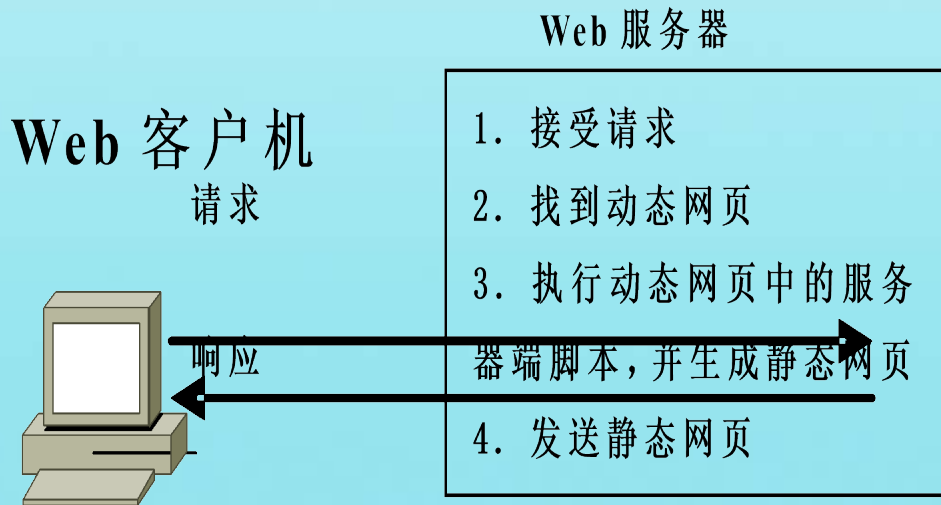 Web 服务器
Web 客户机
请求
响应
1. 接受请求
2. 找到动态网页
3. 执行动态网页中的服务
器端脚本,并生成静态网页
4. 发送静态网页